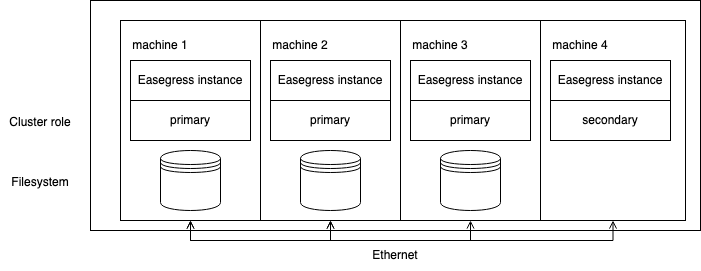 machine 1
machine 2
machine 3
machine 4
Easegress instance
Easegress instance
Easegress instance
Easegress instance
Cluster role
primary
primary
primary
secondary
Filesystem
Ethernet